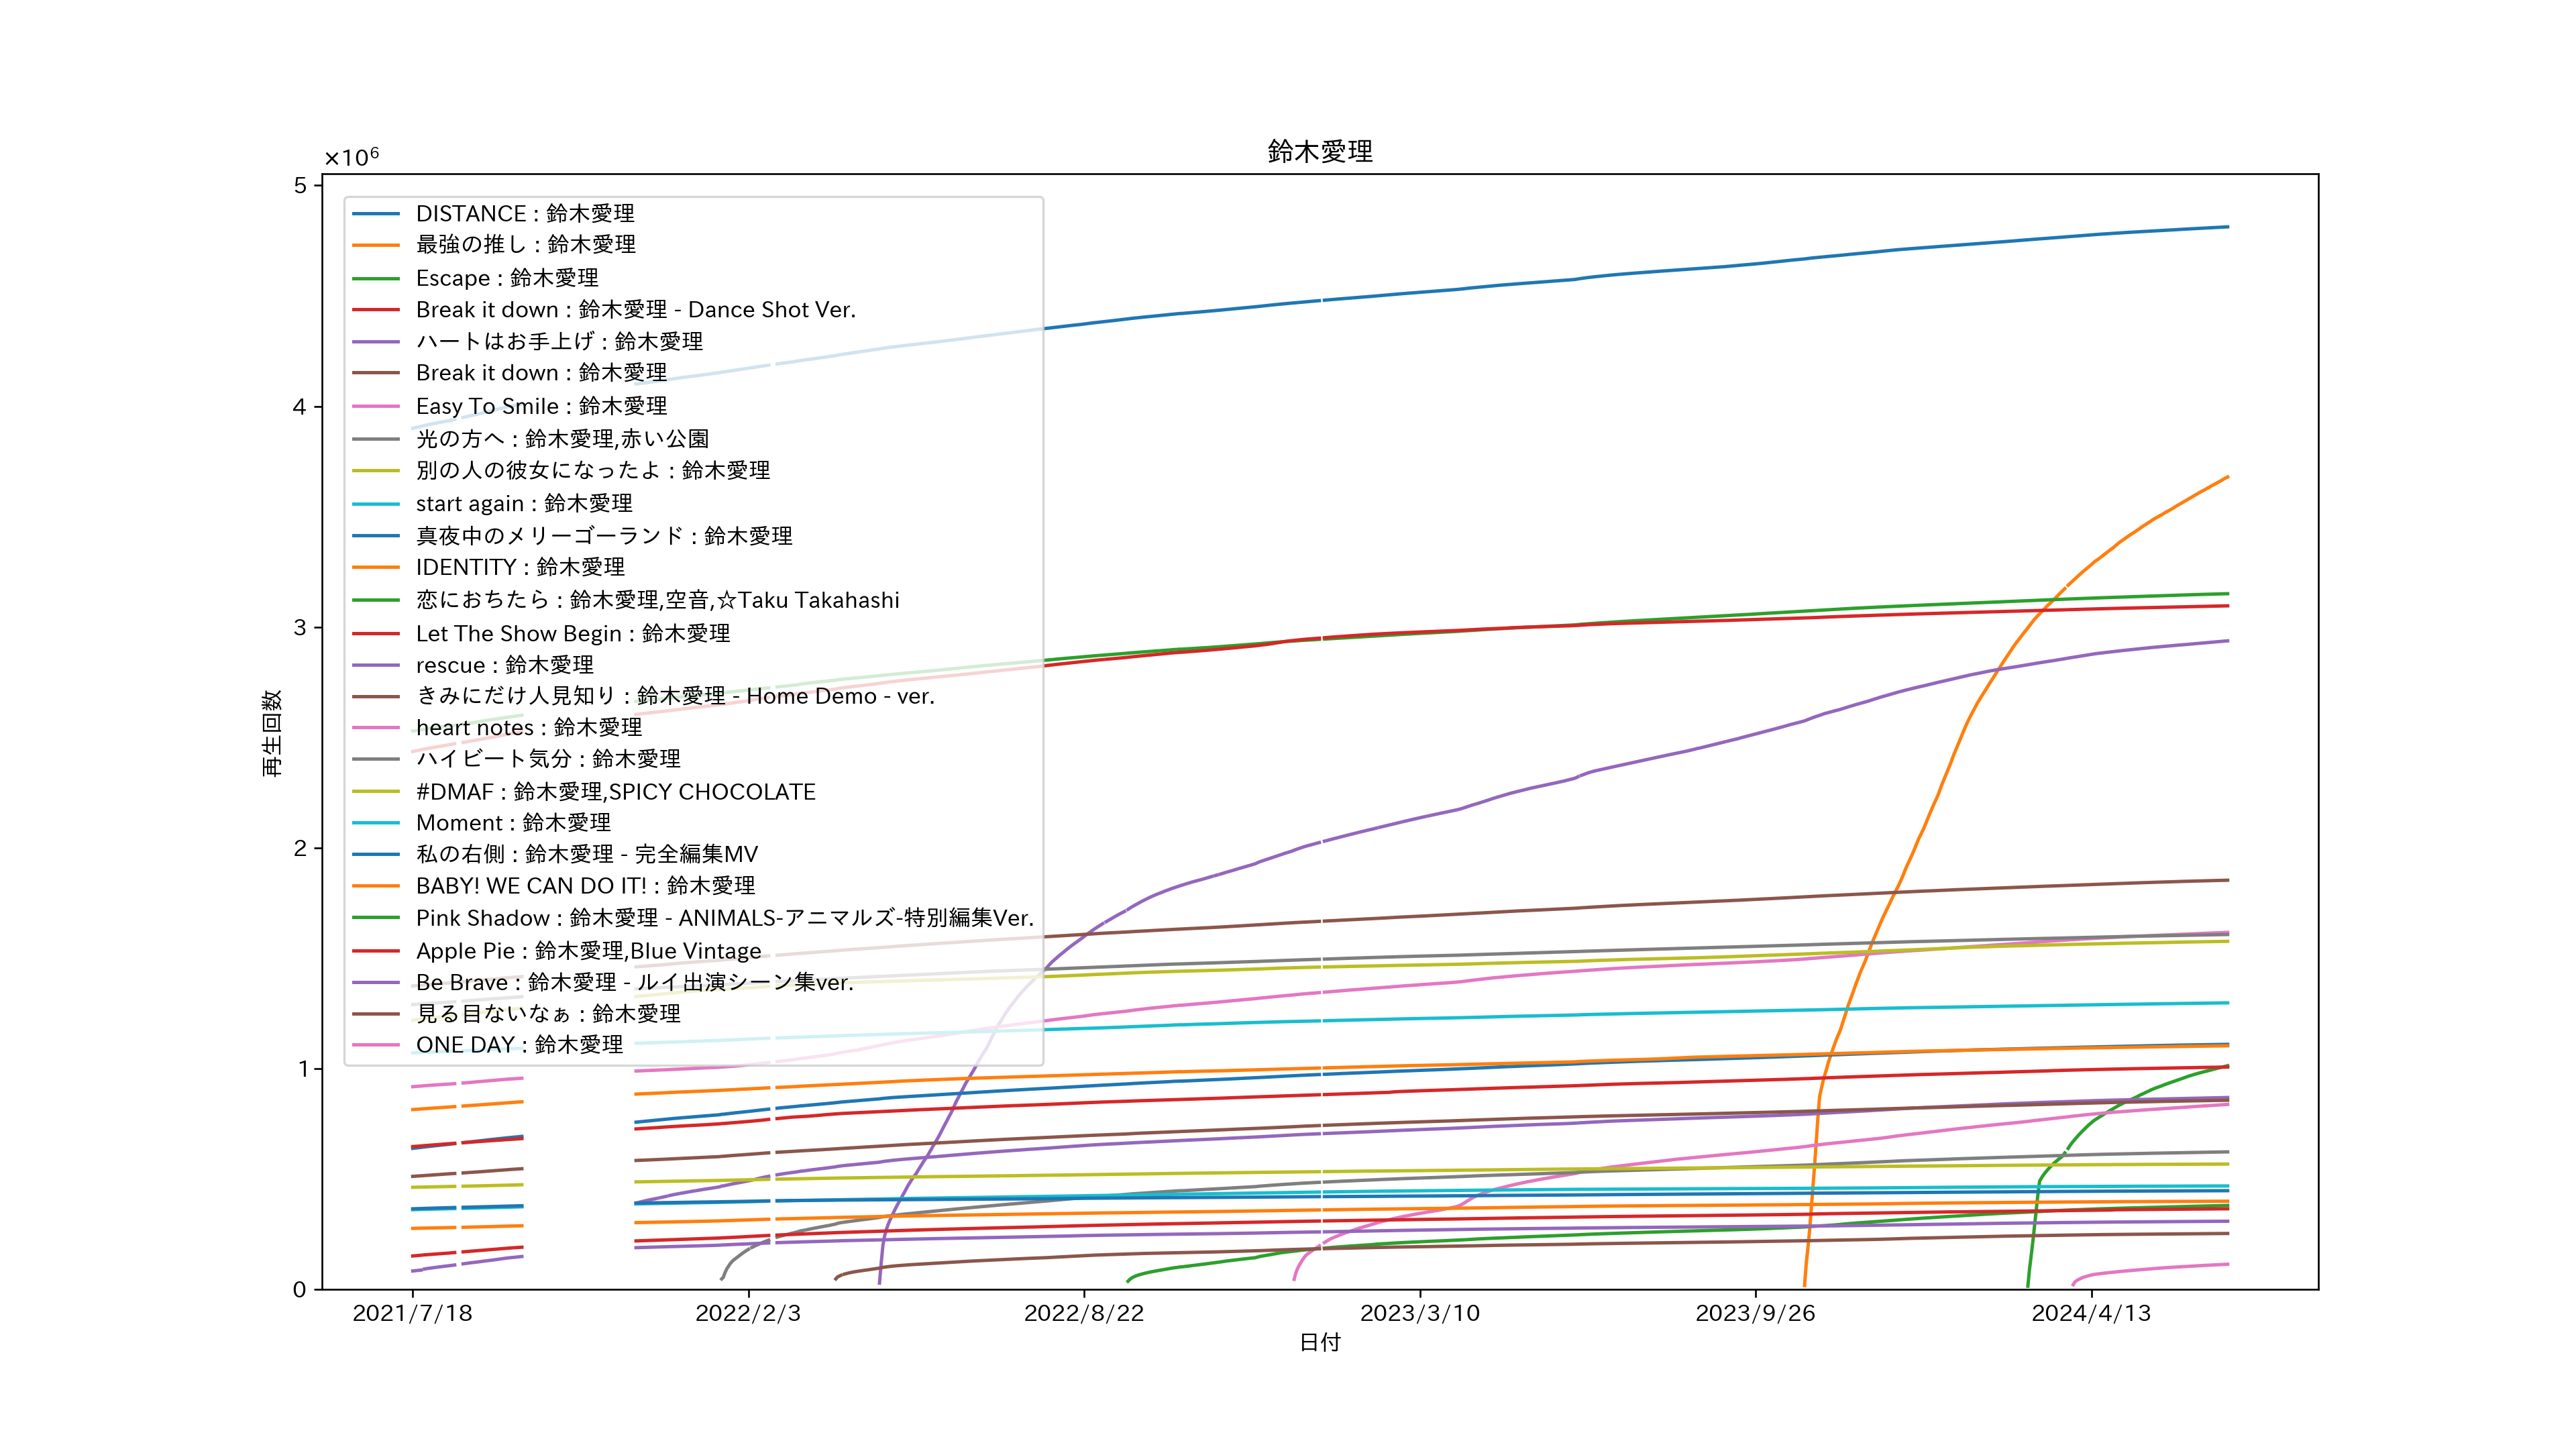 鈴木愛理
×10⁶
5
4
3
2
1
0
再生回数
DISTANCE : 鈴木愛理
最強の推し : 鈴木愛理
Escape : 鈴木愛理
Break it down : 鈴木愛理 - Dance Shot Ver.
ハートはお手上げ : 鈴木愛理
Break it down : 鈴木愛理
Easy To Smile : 鈴木愛理
光の方へ : 鈴木愛理,赤い公園
別の人の彼女になったよ : 鈴木愛理
start again : 鈴木愛理
真夜中のメリーゴーランド : 鈴木愛理
IDENTITY : 鈴木愛理
恋におちたら : 鈴木愛理,空音,☆Taku Takahashi
Let The Show Begin : 鈴木愛理
rescue : 鈴木愛理
きみにだけ人見知り : 鈴木愛理 - Home Demo - ver.
heart notes : 鈴木愛理
ハイビート気分 : 鈴木愛理
#DMAF : 鈴木愛理,SPICY CHOCOLATE
Moment : 鈴木愛理
私の右側 : 鈴木愛理 - 完全編集MV
BABY! WE CAN DO IT! : 鈴木愛理
Pink Shadow : 鈴木愛理 - ANIMALS-アニマルズ-特別編集Ver.
Apple Pie : 鈴木愛理,Blue Vintage
Be Brave : 鈴木愛理 - ルイ出演シーン集ver.
見る目ないなぁ : 鈴木愛理
ONE DAY : 鈴木愛理
2021/7/18 2022/2/3 2022/8/22 2023/3/10 2023/9/26 2024/4/13
日付